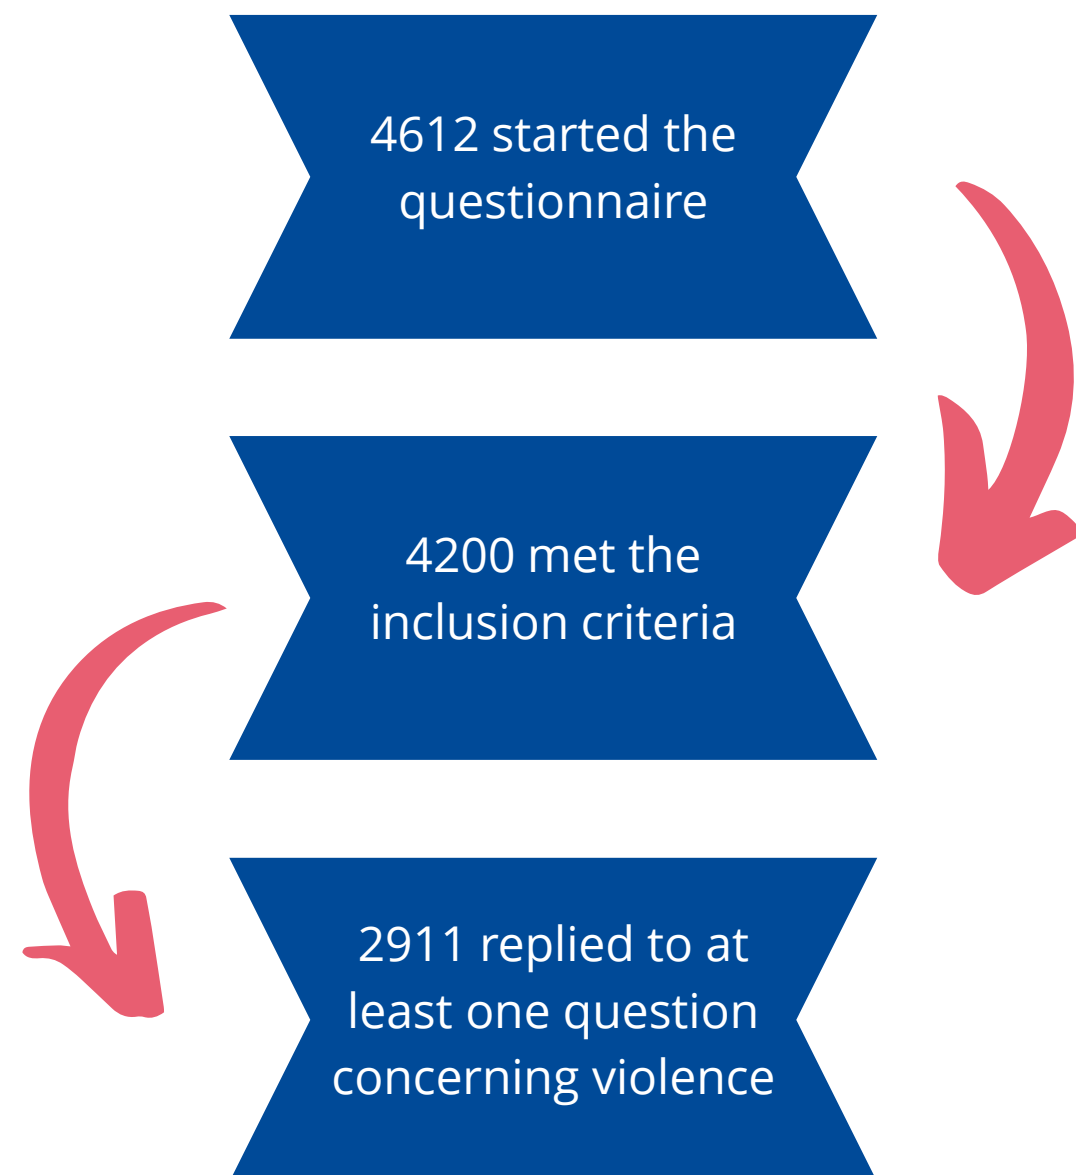 4612 started the
questionnaire
4200 met the
inclusion criteria
2911 replied to at
least one question
concerning violence